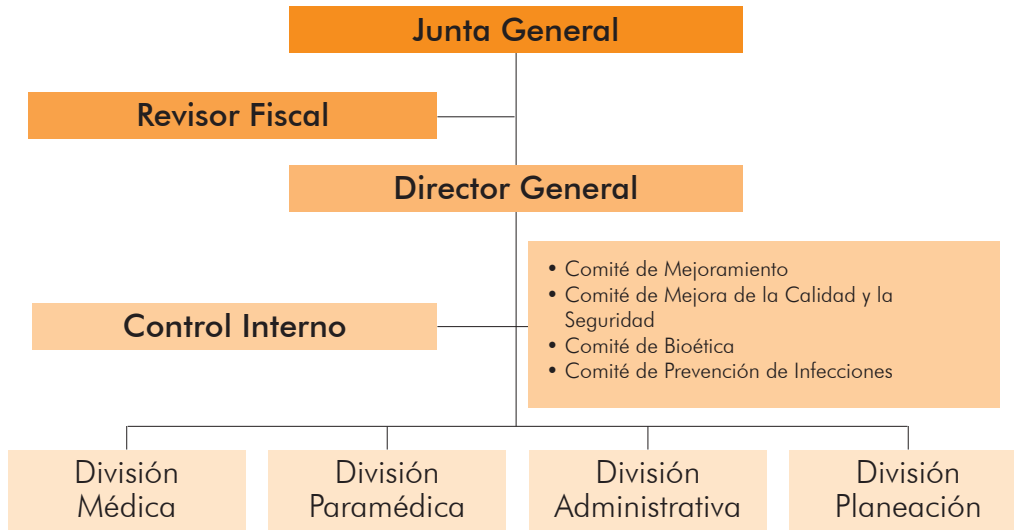 Junta General
Revisor Fiscal
Director General
• Comité de Mejoramiento
• Comité de Mejora de la Calidad y la
Seguridad
• Comité de Bioética
• Comité de Prevención de Infecciones
Control Interno
División
Médica
División
Paramédica
División
Administrativa
División
Planeación